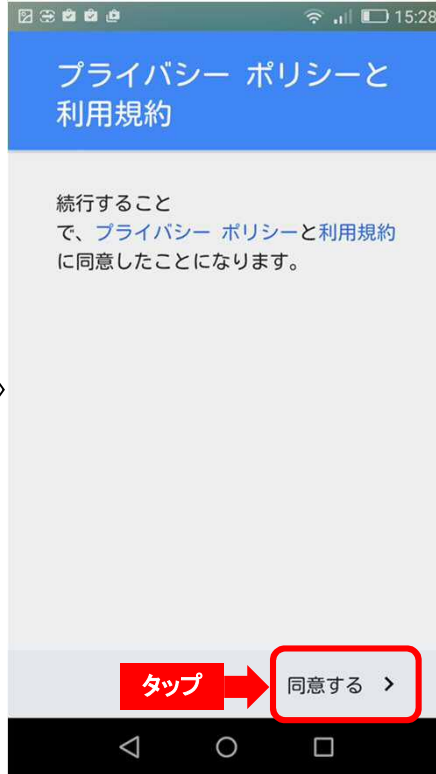 15:28
プライバシー ポリシーと
利用規約
続行すること
で、プライバシー ポリシーと利用規約
に同意したことになります。
タップ
同意する